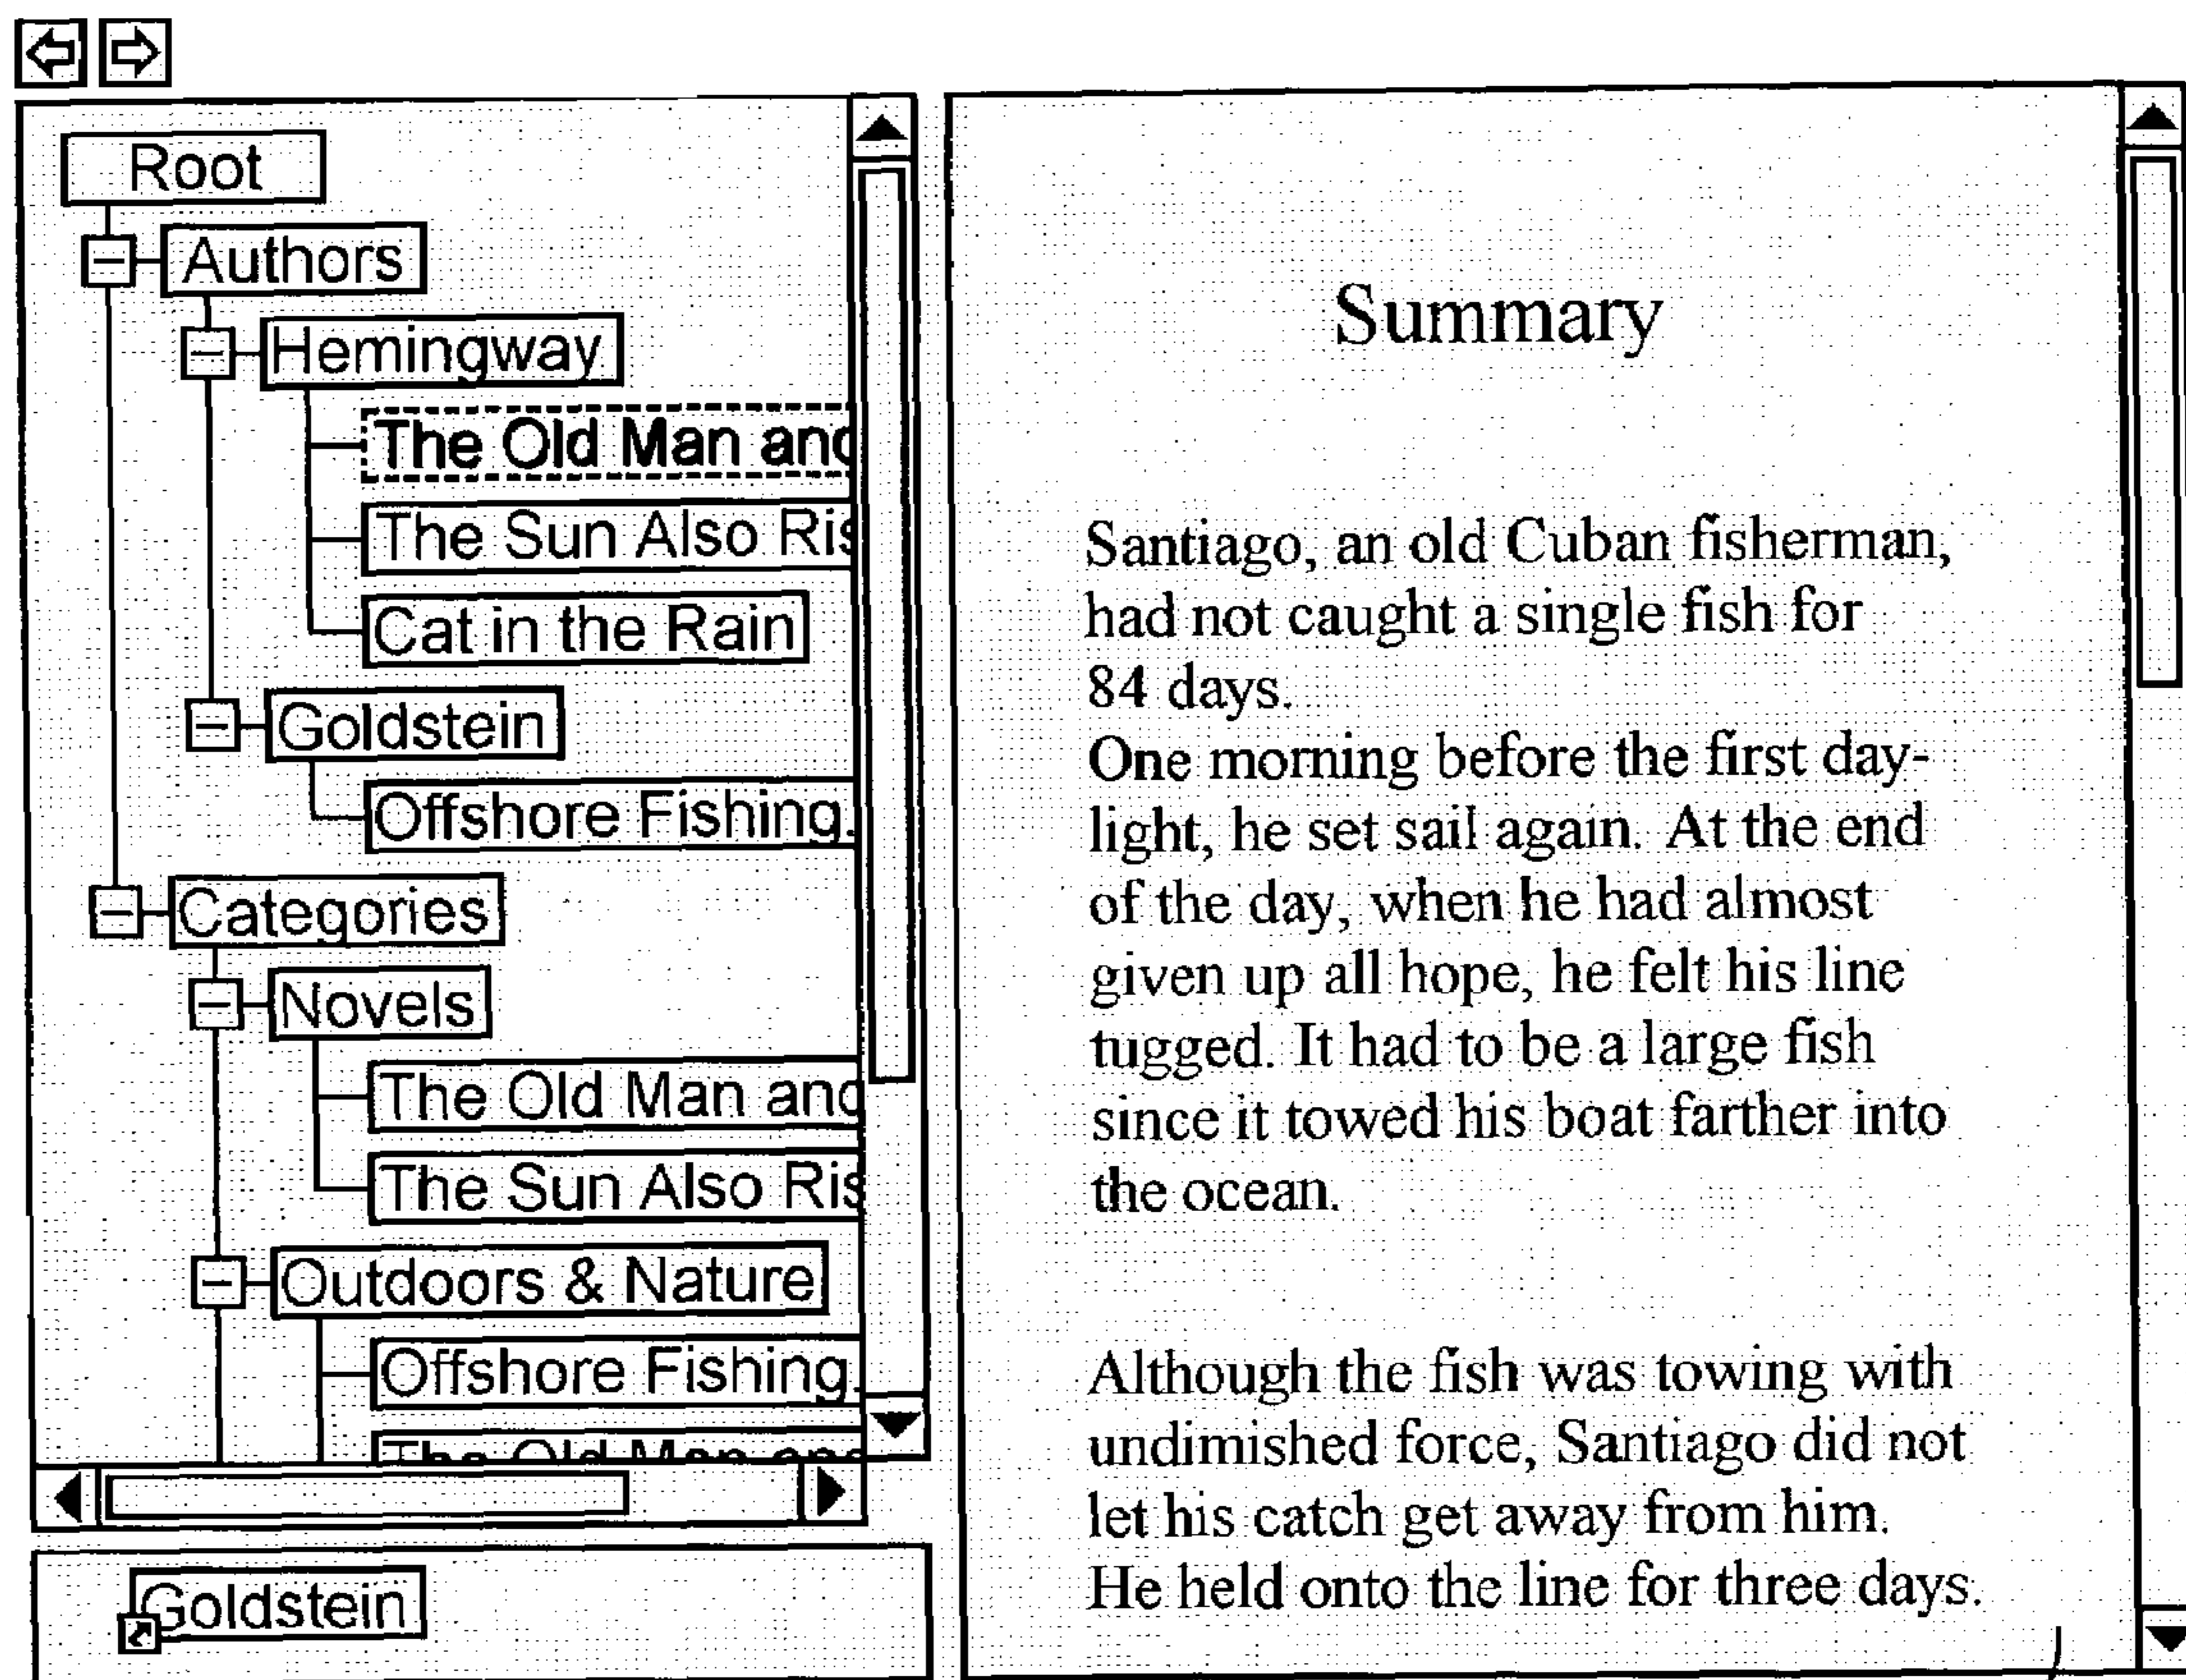 Root
Authors
Hemingway
The Old Man and
The Sun Also Ris
Cat in the Rain
Goldstein
Offshore Fishing.
Categories
Novels
The Old Man and
The Sun Also Ris
Outdoors & Nature
Offshore Fishing.
The Old Man and
Goldstein
Summary
Santiago, an old Cuban fisherman,
had not caught a single fish for
84 days.
One morning before the first day-
light, he set sail again. At the end
of the day, when he had almost
given up all hope, he felt his line
tugged. It had to be a large fish
since it towed his boat farther into
the ocean.
Although the fish was towing with
undimished force, Santiago did not
let his catch get away from him.
He held onto the line for three days.